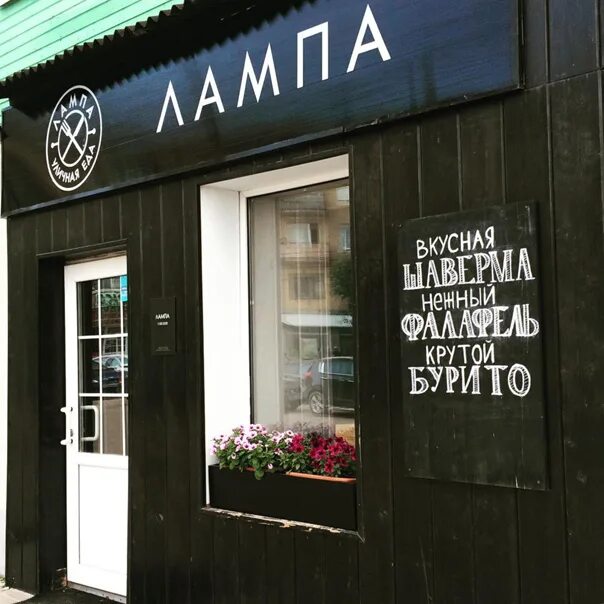 ЛАМПА
ЛАМПА
УЛИЧНАЯ ЕДА
ЛАМПА
ВКУСНАЯ
ШАВЕРМА
НЕЖНЫЙ
ФАЛАФЕЛЬ
КРУТОЙ
БУРИТО